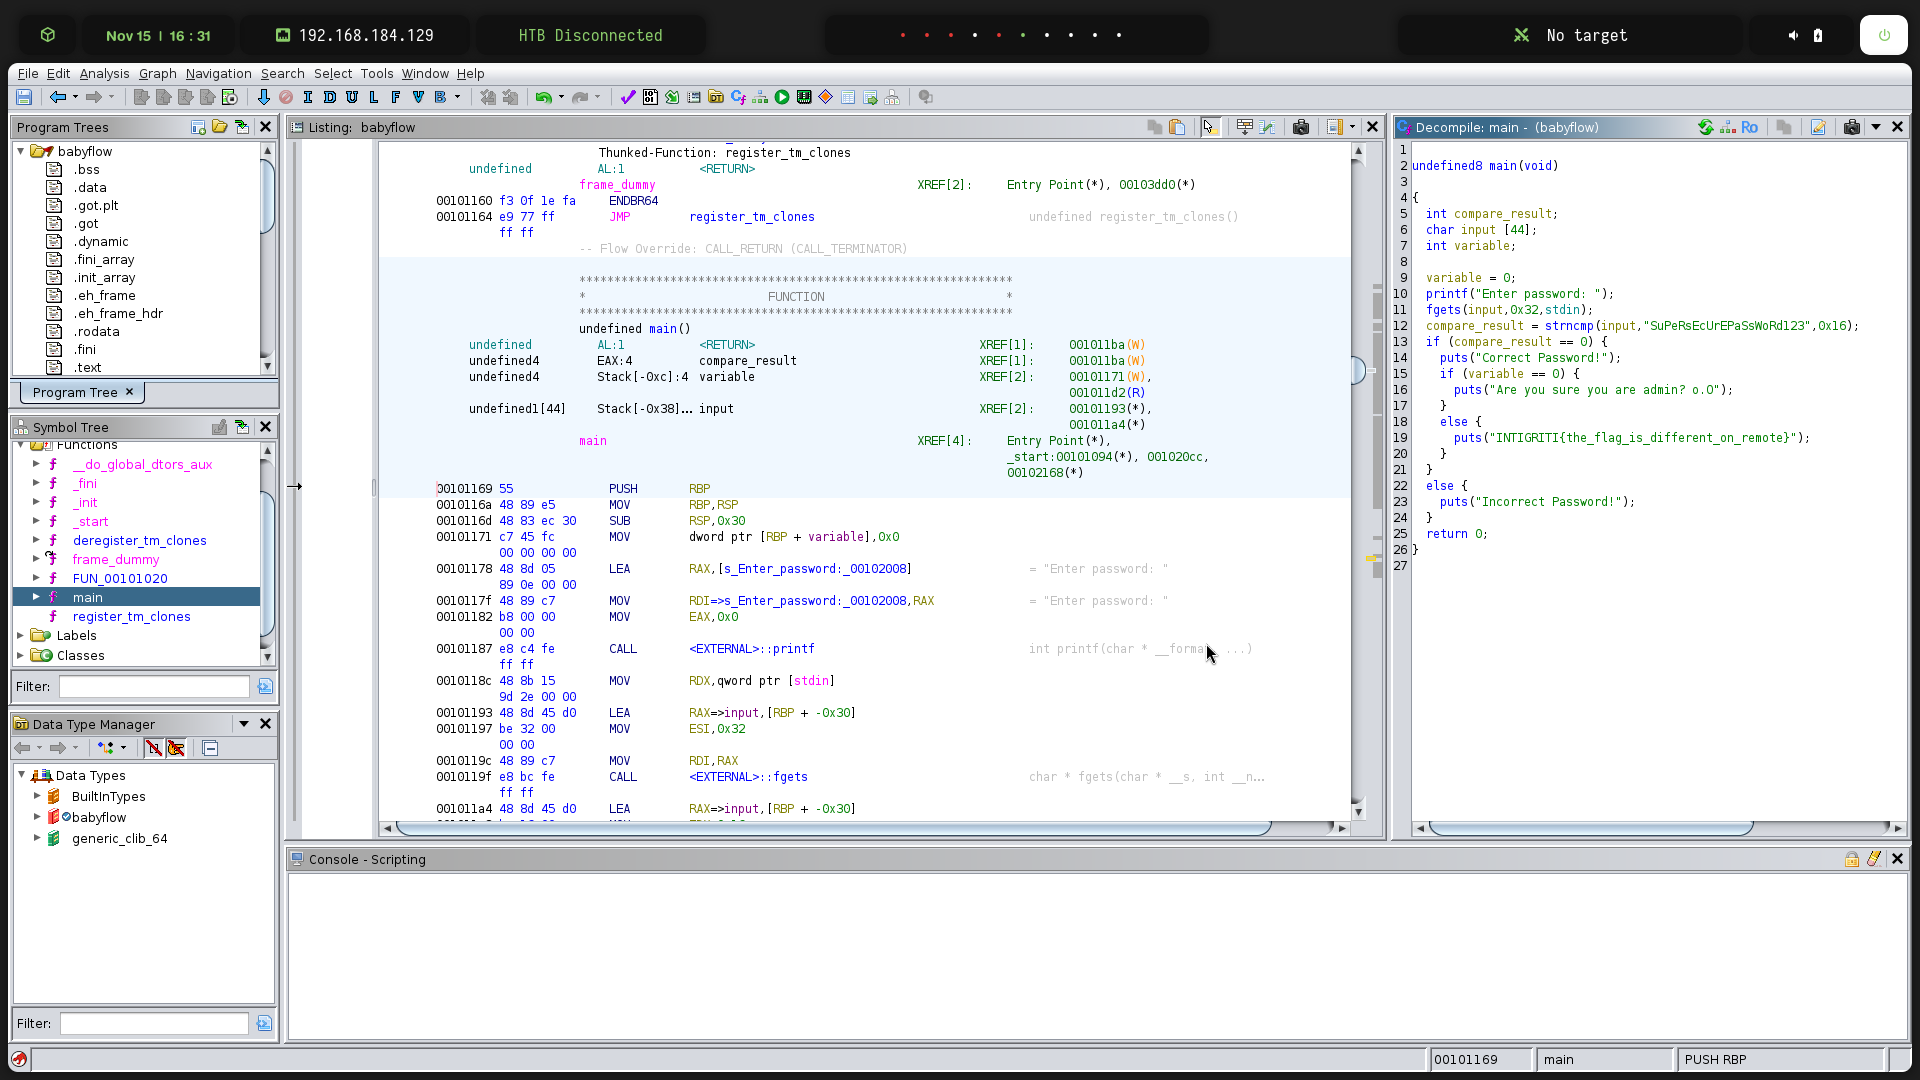 Nov 15 | 16 : 31
192.168.184.129
HTB Disconnected
No target
File Edit Analysis Graph Navigation Search Select Tools Window Help
I D U L F V B
Program Trees
babyflow
.bss
.data
.got.plt
.got
.dynamic
.fini_array
.init_array
.eh_frame
.eh_frame_hdr
.rodata
.fini
.text
Program Tree
Symbol Tree
Functions
__do_global_dtors_aux
_fini
_init
_start
deregister_tm_clones
frame_dummy
FUN_00101020
main
register_tm_clones
Labels
Classes
Filter:
Data Type Manager
Data Types
BuiltInTypes
babyflow
generic_clib_64
Filter:
Listing: babyflow
Thunked-Function: register_tm_clones
undefined AL:1 <RETURN>
frame_dummy XREF[2]: Entry Point(*), 00103dd0(*)
00101160 f3 0f 1e fa ENDBR64
00101164 e9 77 ff JMP register_tm_clones undefined register_tm_clones()
ff ff
-- Flow Override: CALL_RETURN (CALL_TERMINATOR)
**************************************************************
* FUNCTION *
**************************************************************
undefined main()
undefined AL:1 <RETURN> XREF[1]: 001011ba(W)
undefined4 EAX:4 compare_result XREF[1]: 001011ba(W)
undefined4 Stack[-0xc]:4 variable XREF[2]: 00101171(W),
001011d2(R)
undefined1[44] Stack[-0x38]... input XREF[2]: 00101193(*),
001011a4(*)
main XREF[4]: Entry Point(*),
_start:00101094(*), 001020cc,
00102168(*)
00101169 55 PUSH RBP
0010116a 48 89 e5 MOV RBP,RSP
0010116d 48 83 ec 30 SUB RSP,0x30
00101171 c7 45 fc MOV dword ptr [RBP + variable],0x0
00 00 00 00
00101178 48 8d 05 LEA RAX,[s_Enter_password:_00102008] = "Enter password: "
89 0e 00 00
0010117f 48 89 c7 MOV RDI=>s_Enter_password:_00102008,RAX = "Enter password: "
00101182 b8 00 00 MOV EAX,0x0
00 00
00101187 e8 c4 fe CALL <EXTERNAL>::printf int printf(char * __forma ...)
ff ff
0010118c 48 8b 15 MOV RDX,qword ptr [stdin]
9d 2e 00 00
00101193 48 8d 45 d0 LEA RAX=>input,[RBP + -0x30]
00101197 be 32 00 MOV ESI,0x32
00 00
0010119c 48 89 c7 MOV RDI,RAX
0010119f e8 bc fe CALL <EXTERNAL>::fgets char * fgets(char * __s, int __n...
ff ff
001011a4 48 8d 45 d0 LEA RAX=>input,[RBP + -0x30]
Decompile: main - (babyflow)
Ro
1
2 undefined8 main(void)
3
4 {
5 int compare_result;
6 char input [44];
7 int variable;
8
9 variable = 0;
10 printf("Enter password: ");
11 fgets(input,0x32,stdin);
12 compare_result = strncmp(input,"SuPeRsEcUrEPaSsWoRd123",0x16);
13 if (compare_result == 0) {
14 puts("Correct Password!");
15 if (variable == 0) {
16 puts("Are you sure you are admin? o.O");
17 }
18 else {
19 puts("INTIGRITI{the_flag_is_different_on_remote}");
20 }
21 }
22 else {
23 puts("Incorrect Password!");
24 }
25 return 0;
26 }
27
Console - Scripting
00101169 main PUSH RBP